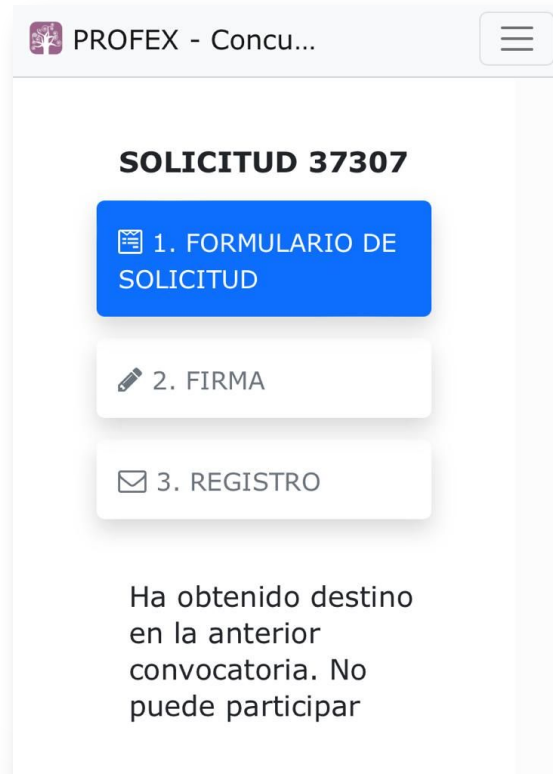 PROFEX - Concu...
SOLICITUD 37307
1. FORMULARIO DE
SOLICITUD
2. FIRMA
3. REGISTRO
Ha obtenido destino
en la anterior
convocatoria. No
puede participar